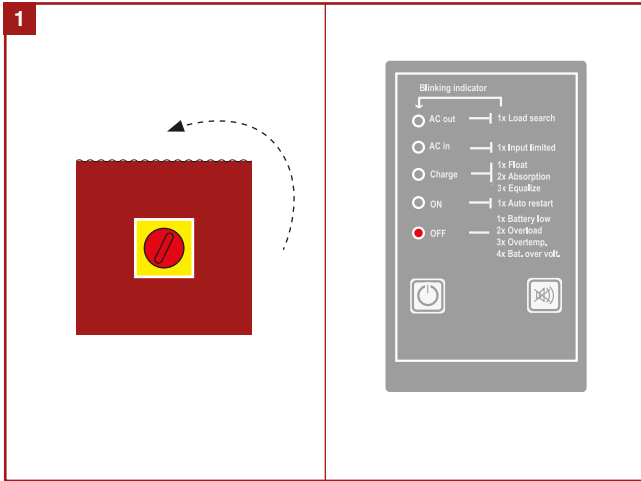 1
Blinking indicator
AC out 1x Load search
AC in 1x Input limited
Charge
1x Float
2x Absorption
3x Equalize
ON 1x Auto restart
OFF
1x Battery low
2x Overload
3x Overtemp.
4x Bat. over volt.